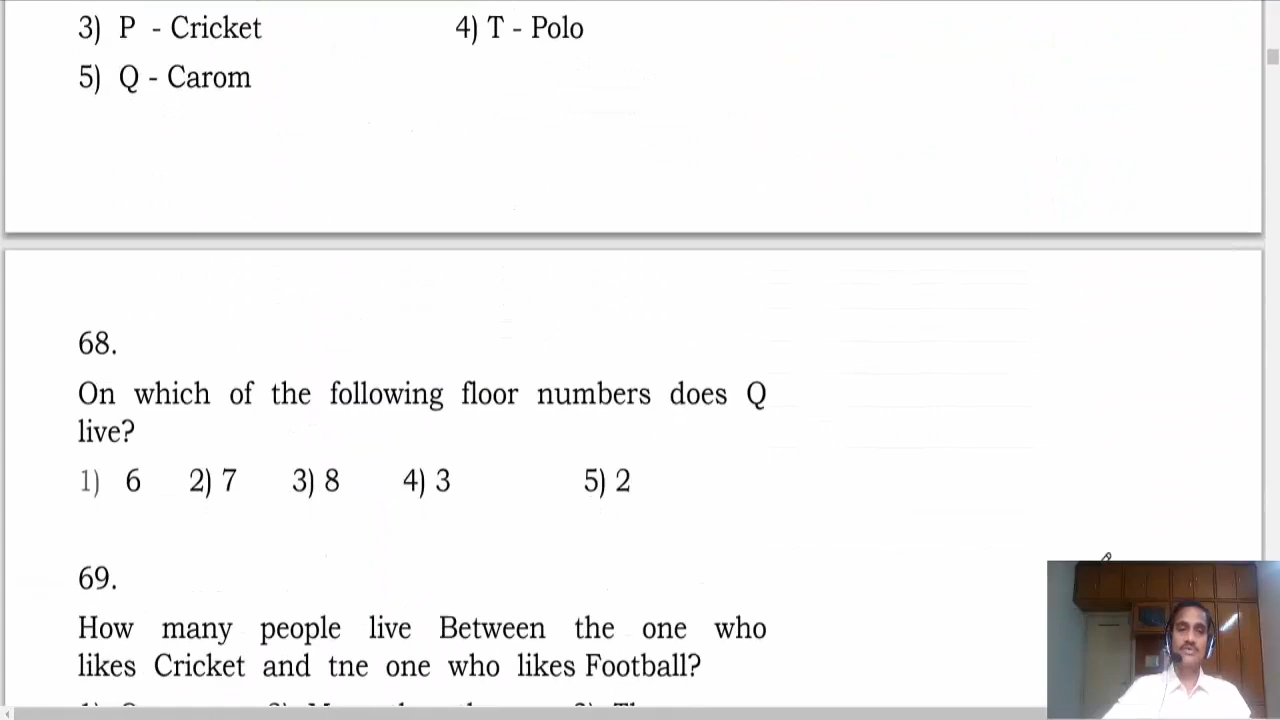 3) P - Cricket 4) T - Polo
5) Q - Carom
68.
On which of the following floor numbers does Q
live?
1) 6 2) 7 3) 8 4) 3 5) 2
69.
How many people live Between the one who
likes Cricket and tne one who likes Football?